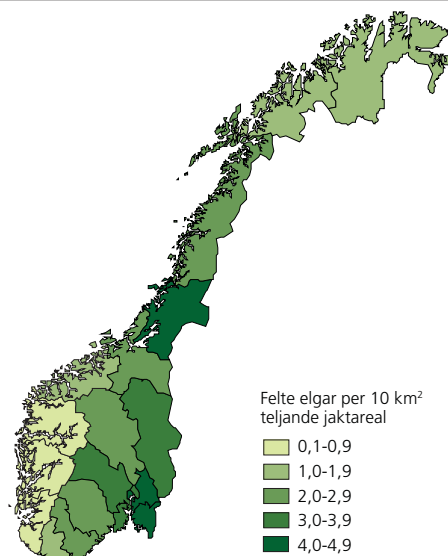 Felte elgar per 10 km²
teljande jaktareal
0,1-0,9
1,0-1,9
2,0-2,9
3,0-3,9
4,0-4,9